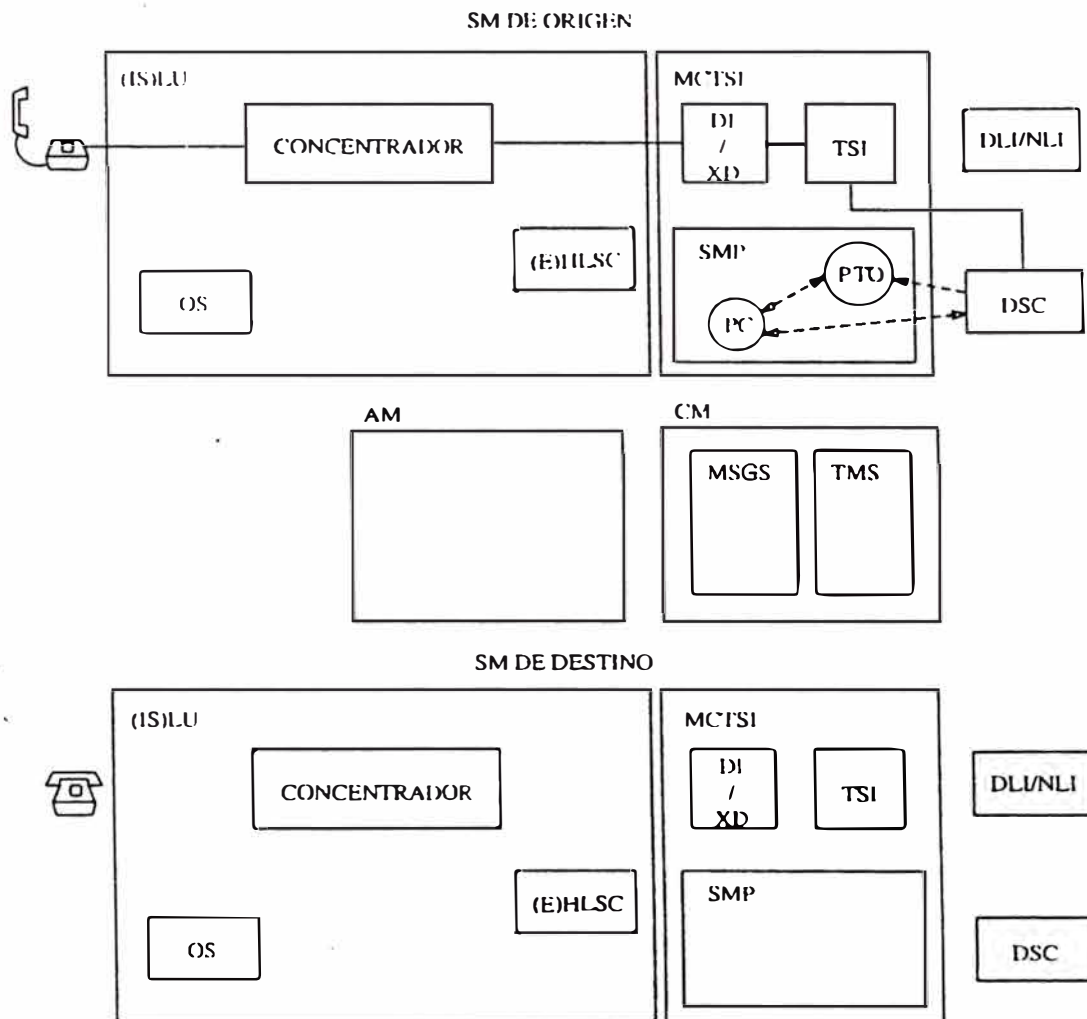 SM DE ORIGEN
(IS)LU
MCTSI
CONCENTRADOR
DI
/
XD
TSI
DLI/NLI
(E)HLSC
SMP
PTO
OS
PC
DSC
AM
CM
MSGS
TMS
SM DE DESTINO
(IS)LU
MCTSI
CONCENTRADOR
DI
/
XD
TSI
DLI/NLI
(E)HLSC
SMP
OS
DSC